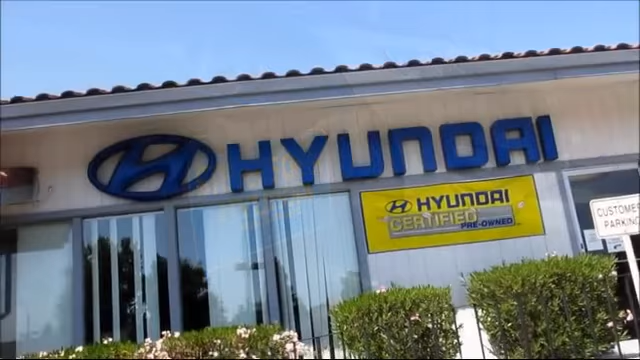 HYUNDAI
HYUNDAI
CERTIFIED
PRE-OWNED
CUSTOMER
PARKING